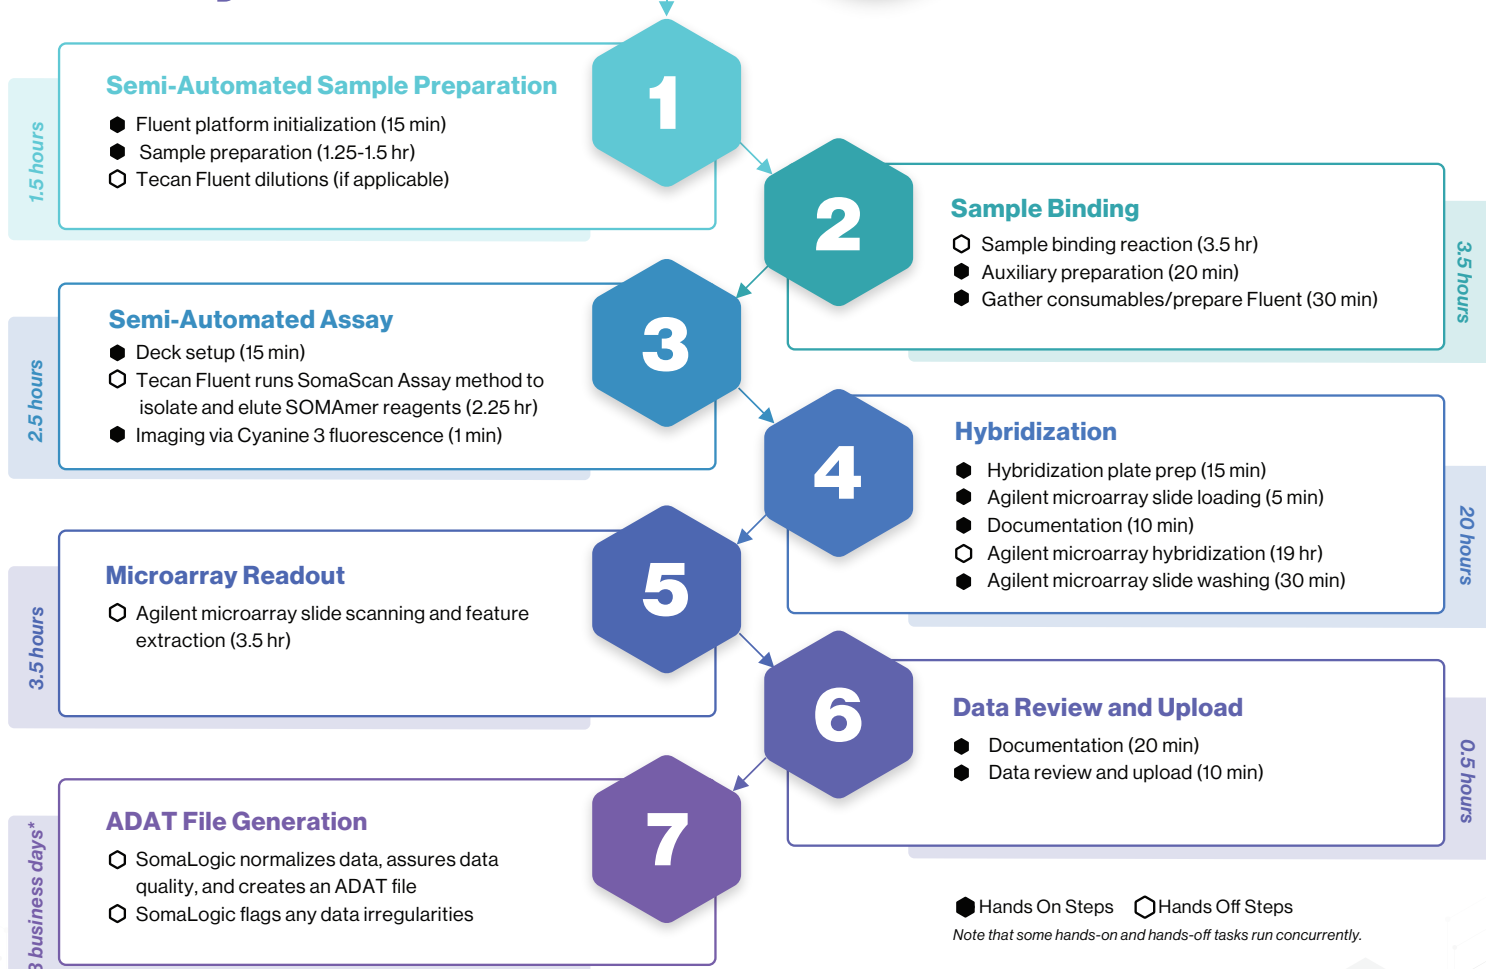 1
Semi-Automated Sample Preparation
Fluent platform initialization (15 min)
Sample preparation (1.25-1.5 hr)
Tecan Fluent dilutions (if applicable)
1.5 hours
2
Sample Binding
Sample binding reaction (3.5 hr)
Auxiliary preparation (20 min)
Gather consumables/prepare Fluent (30 min)
3.5 hours
3
Semi-Automated Assay
Deck setup (15 min)
Tecan Fluent runs SomaScan Assay method to
isolate and elute SOMAmer reagents (2.25 hr)
Imaging via Cyanine 3 fluorescence (1 min)
2.5 hours
4
Hybridization
Hybridization plate prep (15 min)
Agilent microarray slide loading (5 min)
Documentation (10 min)
Agilent microarray hybridization (19 hr)
Agilent microarray slide washing (30 min)
20 hours
5
Microarray Readout
Agilent microarray slide scanning and feature
extraction (3.5 hr)
3.5 hours
6
Data Review and Upload
Documentation (20 min)
Data review and upload (10 min)
0.5 hours
7
ADAT File Generation
SomaLogic normalizes data, assures data
quality, and creates an ADAT file
SomaLogic flags any data irregularities
business days*
Hands On Steps Hands Off Steps
Note that some hands-on and hands-off tasks run concurrently.